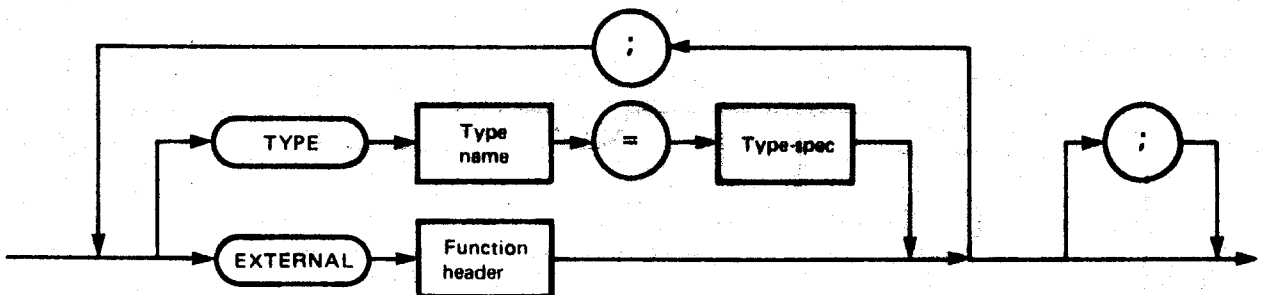 ;
TYPE
Type
name
=
Type-spec
;
EXTERNAL
Function
header